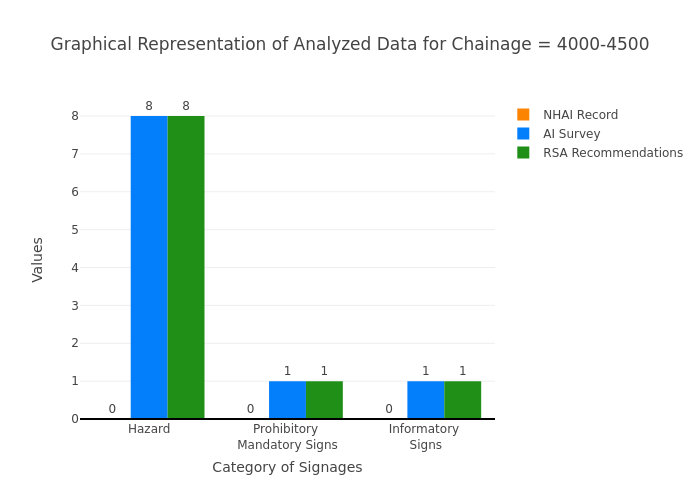 Graphical Representation of Analyzed Data for Chainage = 4000-4500
NHAI Record
AI Survey
RSA Recommendations
Values
8
7
6
5
4
3
2
1
0
0
8
8
0
1
1
0
1
1
Hazard
Prohibitory
Mandatory Signs
Informatory
Signs
Category of Signages